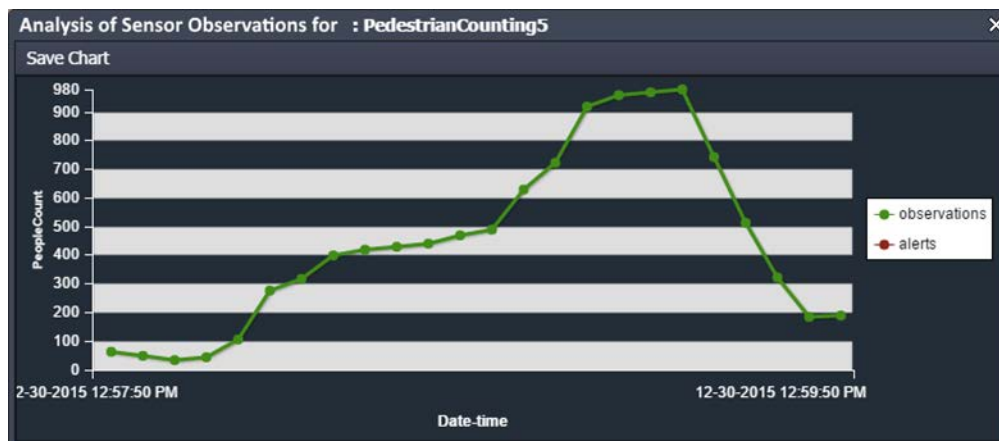 Analysis of Sensor Observations for : PedestrianCounting5
×
Save Chart
980
900
800
700
600
500
400
300
200
100
0
PeopleCount
observations
alerts
2-30-2015 12:57:50 PM
12-30-2015 12:59:50 PM
Date-time